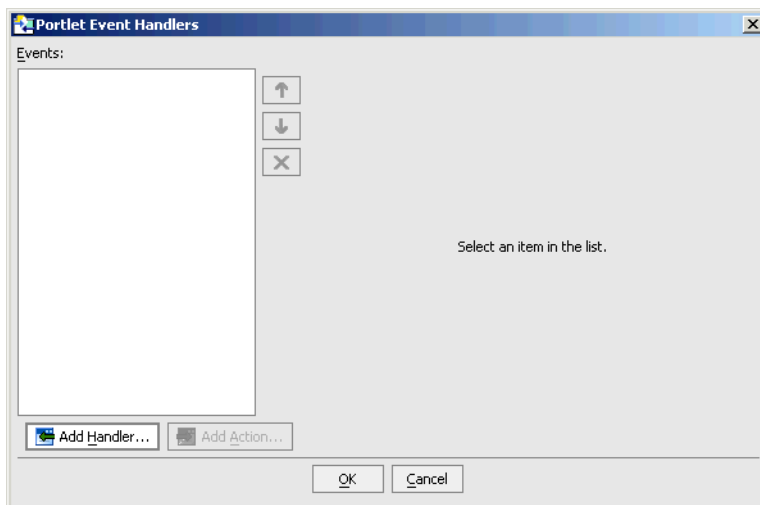 Portlet Event Handlers
Events:
Select an item in the list.
Add Handler... Add Action...
OK Cancel